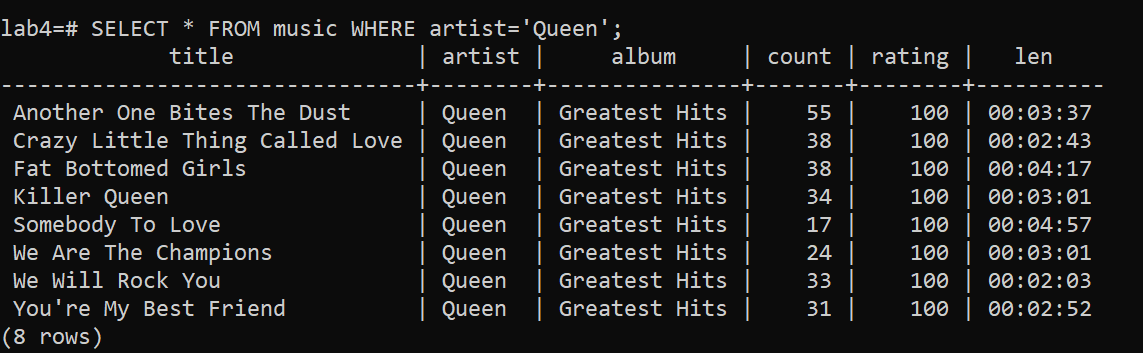 lab4=# SELECT * FROM music WHERE artist='Queen';
             title              | artist |     album     | count | rating |   len
--------------------------------+--------+---------------+-------+--------+----------
 Another One Bites The Dust     | Queen  | Greatest Hits |    55 |    100 | 00:03:37
 Crazy Little Thing Called Love | Queen  | Greatest Hits |    38 |    100 | 00:02:43
 Fat Bottomed Girls             | Queen  | Greatest Hits |    38 |    100 | 00:04:17
 Killer Queen                   | Queen  | Greatest Hits |    34 |    100 | 00:03:01
 Somebody To Love               | Queen  | Greatest Hits |    17 |    100 | 00:04:57
 We Are The Champions           | Queen  | Greatest Hits |    24 |    100 | 00:03:01
 We Will Rock You               | Queen  | Greatest Hits |    33 |    100 | 00:02:03
 You're My Best Friend          | Queen  | Greatest Hits |    31 |    100 | 00:02:52
(8 rows)